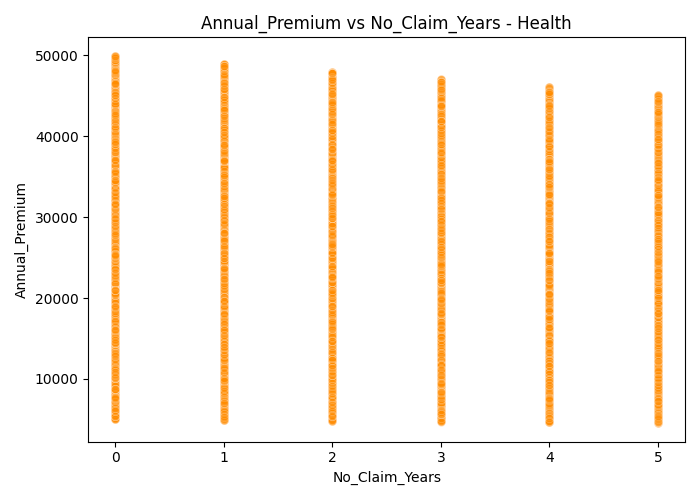 Annual_Premium vs No_Claim_Years - Health
50000
40000
30000
20000
10000
Annual_Premium
0 1 2 3 4 5
No_Claim_Years